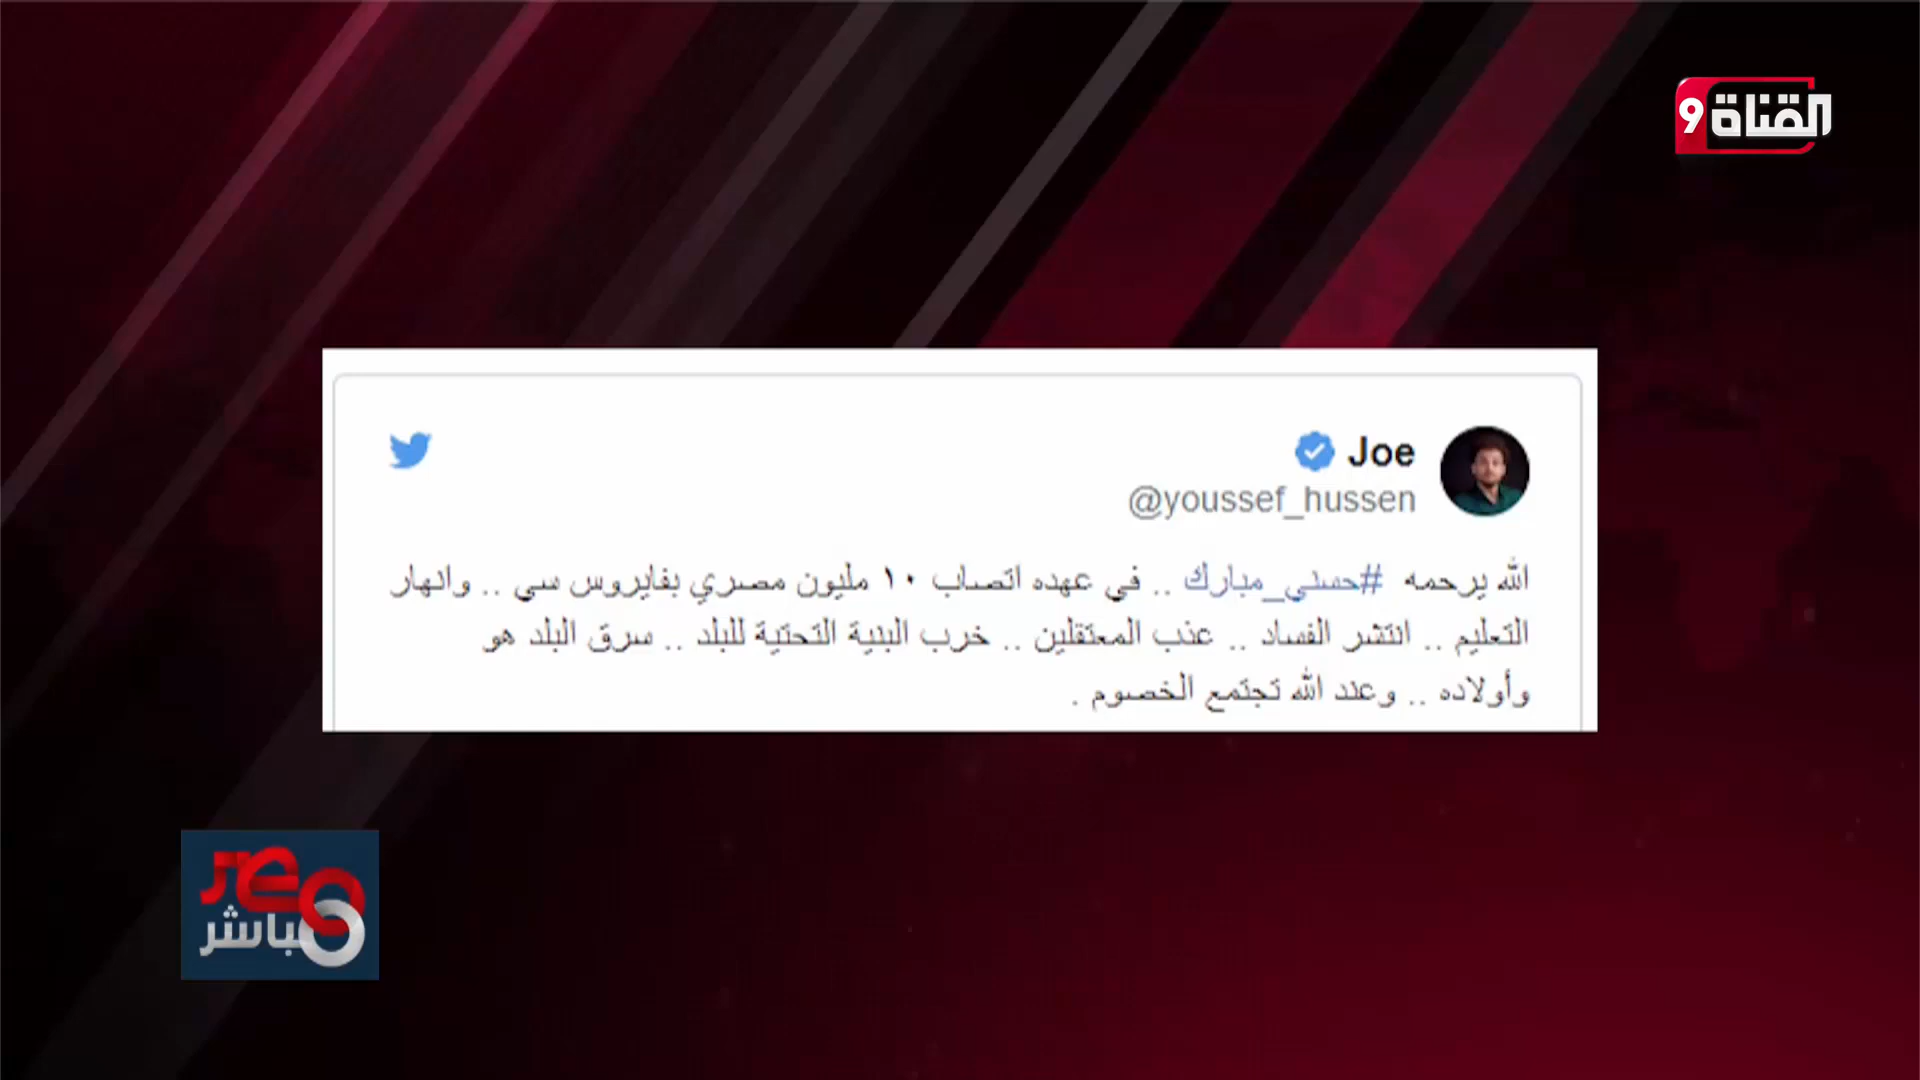 القناة 9
Joe
@youssef_hussen
الله يرحمه #حسني_مبارك .. في عهده اتصاب ١٠ مليون مصري بفايروس سي .. وانهار
التعليم .. انتشر الفساد .. عذب المعتقلين .. خرب البنية التحتية للبلد .. سرق البلد هو
وأولاده .. وعند الله تجتمع الخصوم .
مصر
مباشر